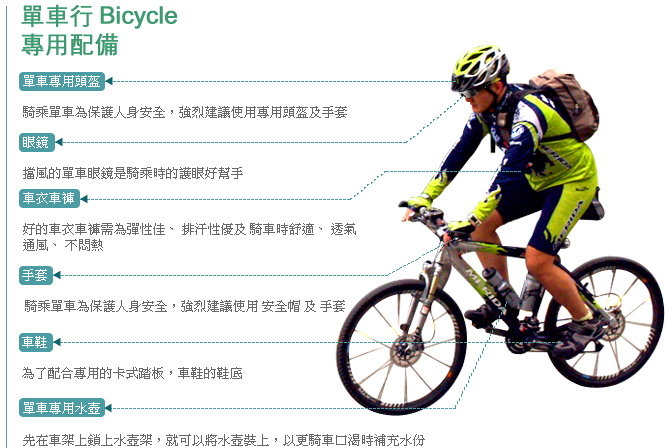 單車行 Bicycle
專用配備
單車專用頭盔
騎乘單車為保護人身安全，強烈建議使用專用頭盔及手套
眼鏡
擋風的單車眼鏡是騎乘時的護眼好幫手
車衣車褲
好的車衣車褲需為彈性佳、 排汗性優及 騎車時舒適、 透氣
通風、 不悶熱
手套
騎乘單車為保護人身安全，強烈建議使用 安全帽 及 手套
車鞋
為了配合專用的卡式踏板，車鞋的鞋底
單車專用水壺
先在車架上鎖上水壺架，就可以將水壺裝上，以更騎車口渴時補充水份
MERIDA